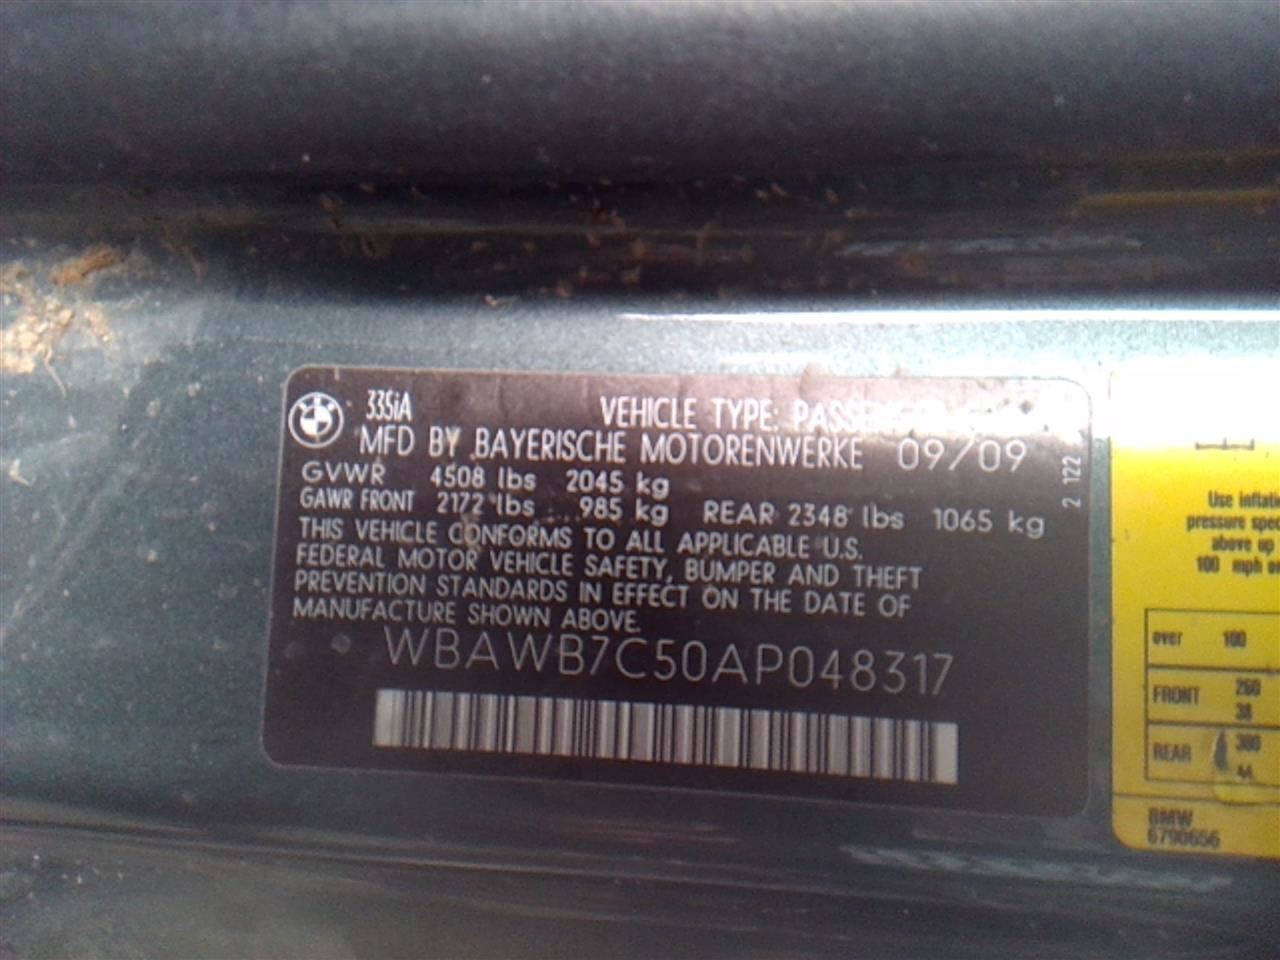 335iA
VEHICLE TYPE:
MFD BY BAYERISCHE MOTORENWERKE 09/09
GVWR 4508 lbs 2045 kg
GAWR FRONT 2172 lbs 985 kg REAR 2348 lbs 1065 kg
2 122
THIS VEHICLE CONFORMS TO ALL APPLICABLE U.S.
FEDERAL MOTOR VEHICLE SAFETY, BUMPER AND THEFT
PREVENTION STANDARDS IN EFFECT ON THE DATE OF
MANUFACTURE SHOWN ABOVE.
WBAWB7C50AP048317
Use inflati
pressure spec
above up
100 mph or
over 100
FRONT 260
38
REAR 300
44
BMW
6790656